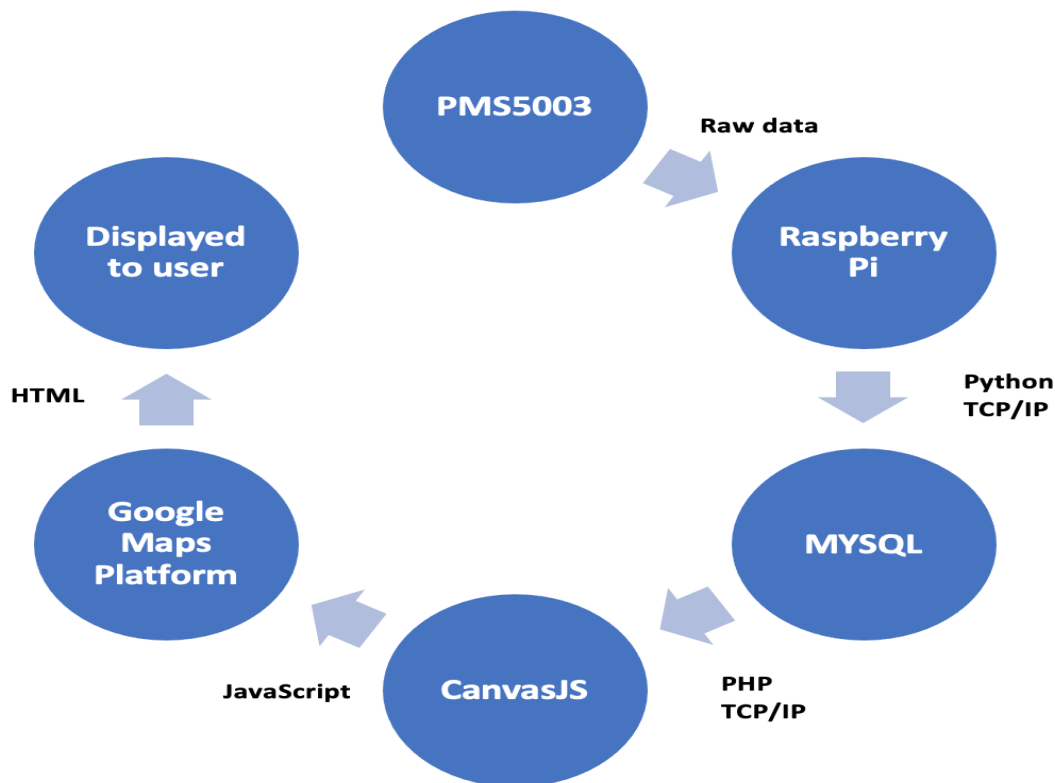 PMS5003
Raw data
Raspberry
Pi
Python
TCP/IP
MYSQL
PHP
TCP/IP
CanvasJS
JavaScript
Google
Maps
Platform
HTML
Displayed
to user